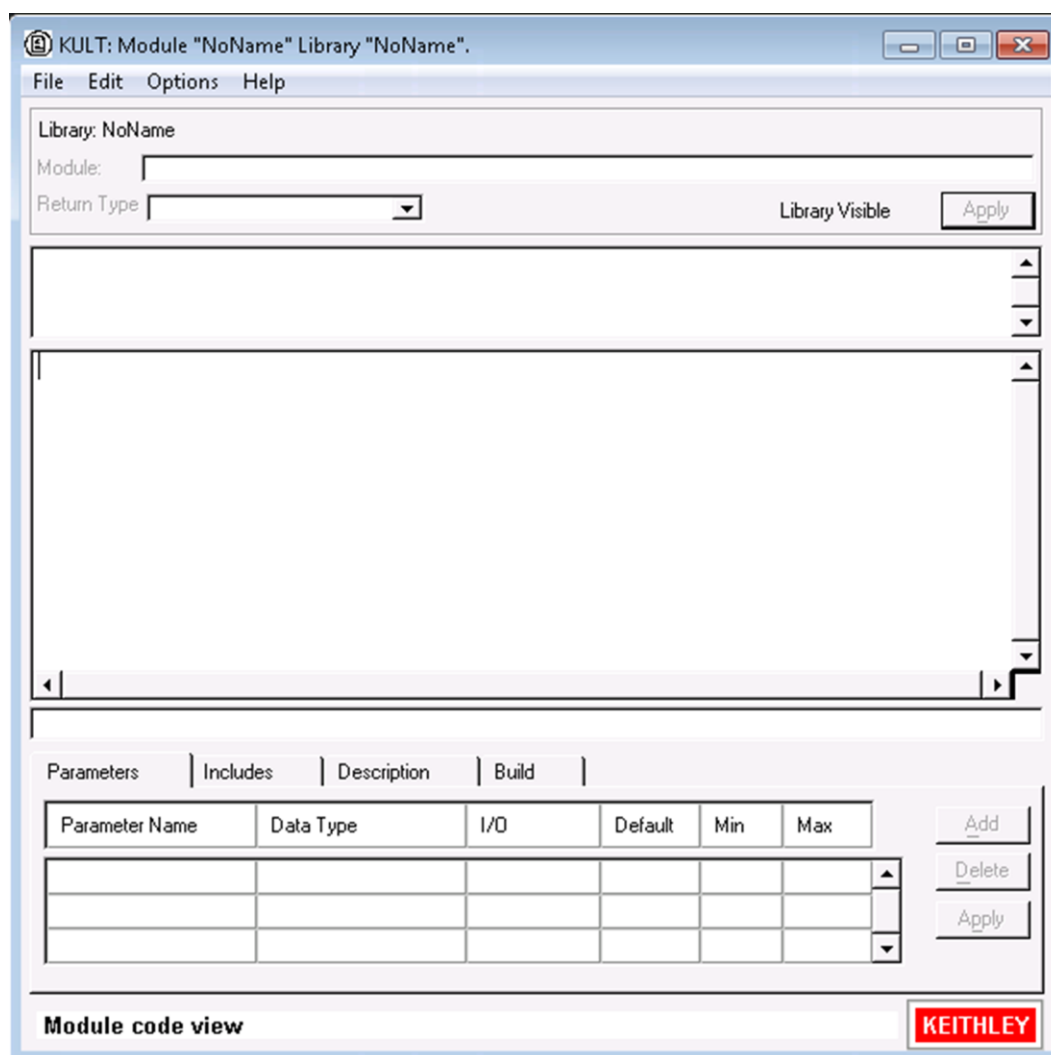 KULT: Module "NoName" Library "NoName".
File Edit Options Help
Library: NoName
Module:
Return Type
Library Visible
Apply
Parameters Includes Description Build
Parameter Name Data Type I/O Default Min Max
Add
Delete
Apply
Module code view
KEITHLEY